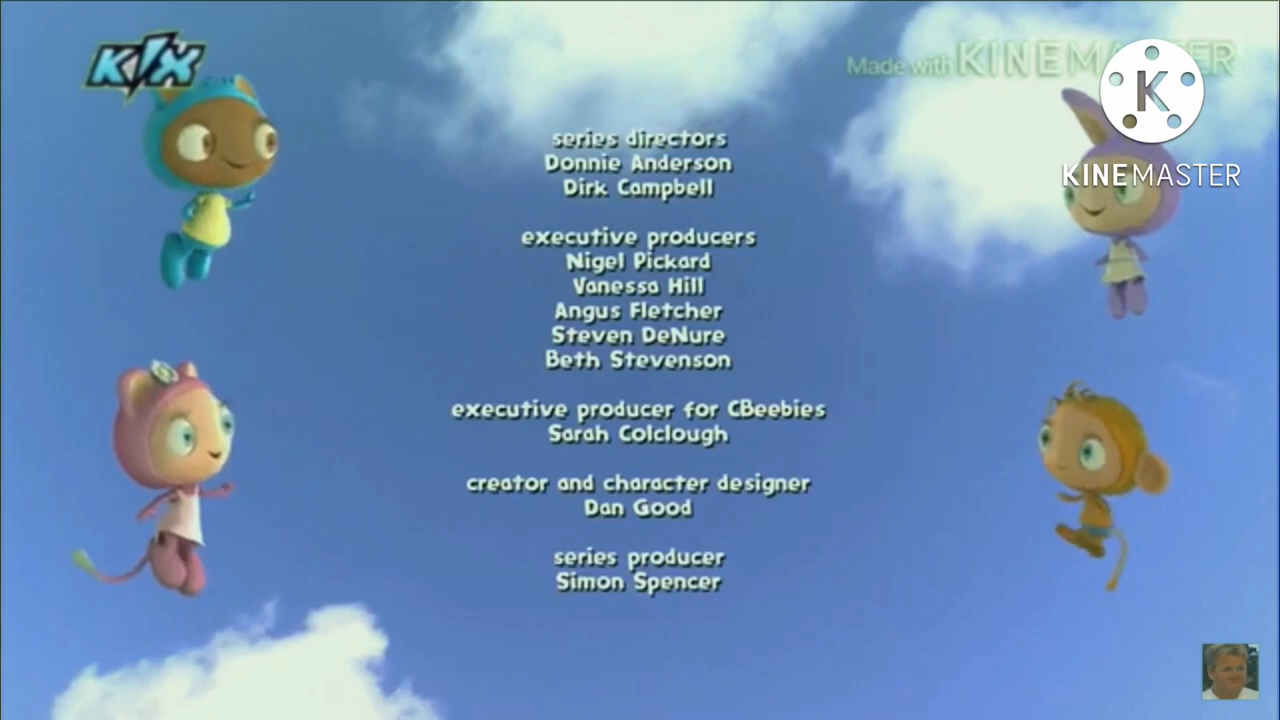 KIX
Made with KINEMASTER
K
KINEMASTER
series directors
Donnie Anderson
Dirk Campbell
executive producers
Nigel Pickard
Vanessa Hill
Angus Fletcher
Steven DeNure
Beth Stevenson
executive producer for CBeebies
Sarah Colclough
creator and character designer
Dan Good
series producer
Simon Spencer